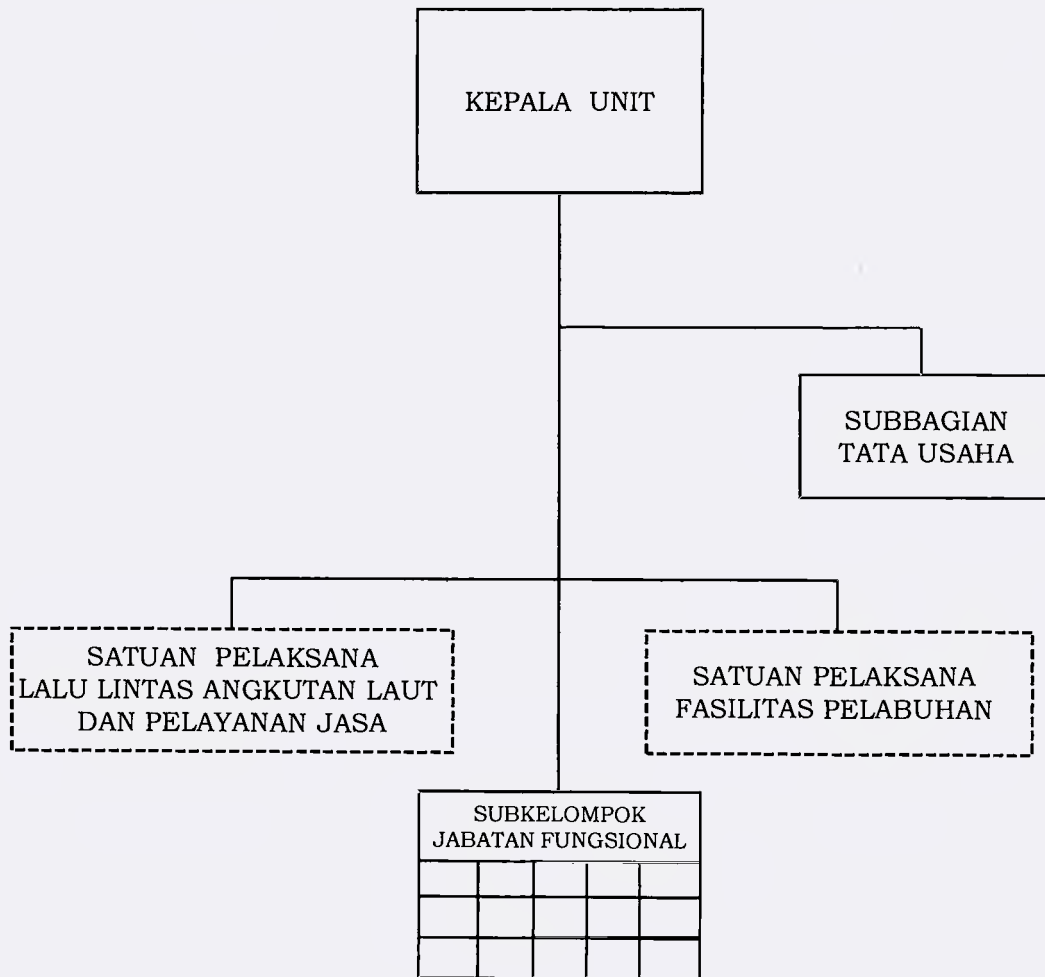 KEPALA UNIT
SUBBAGIAN
TATA USAHA
SATUAN PELAKSANA
LALU LINTAS ANGKUTAN LAUT
DAN PELAYANAN JASA
SATUAN PELAKSANA
FASILITAS PELABUHAN
SUBKELOMPOK
JABATAN FUNGSIONAL